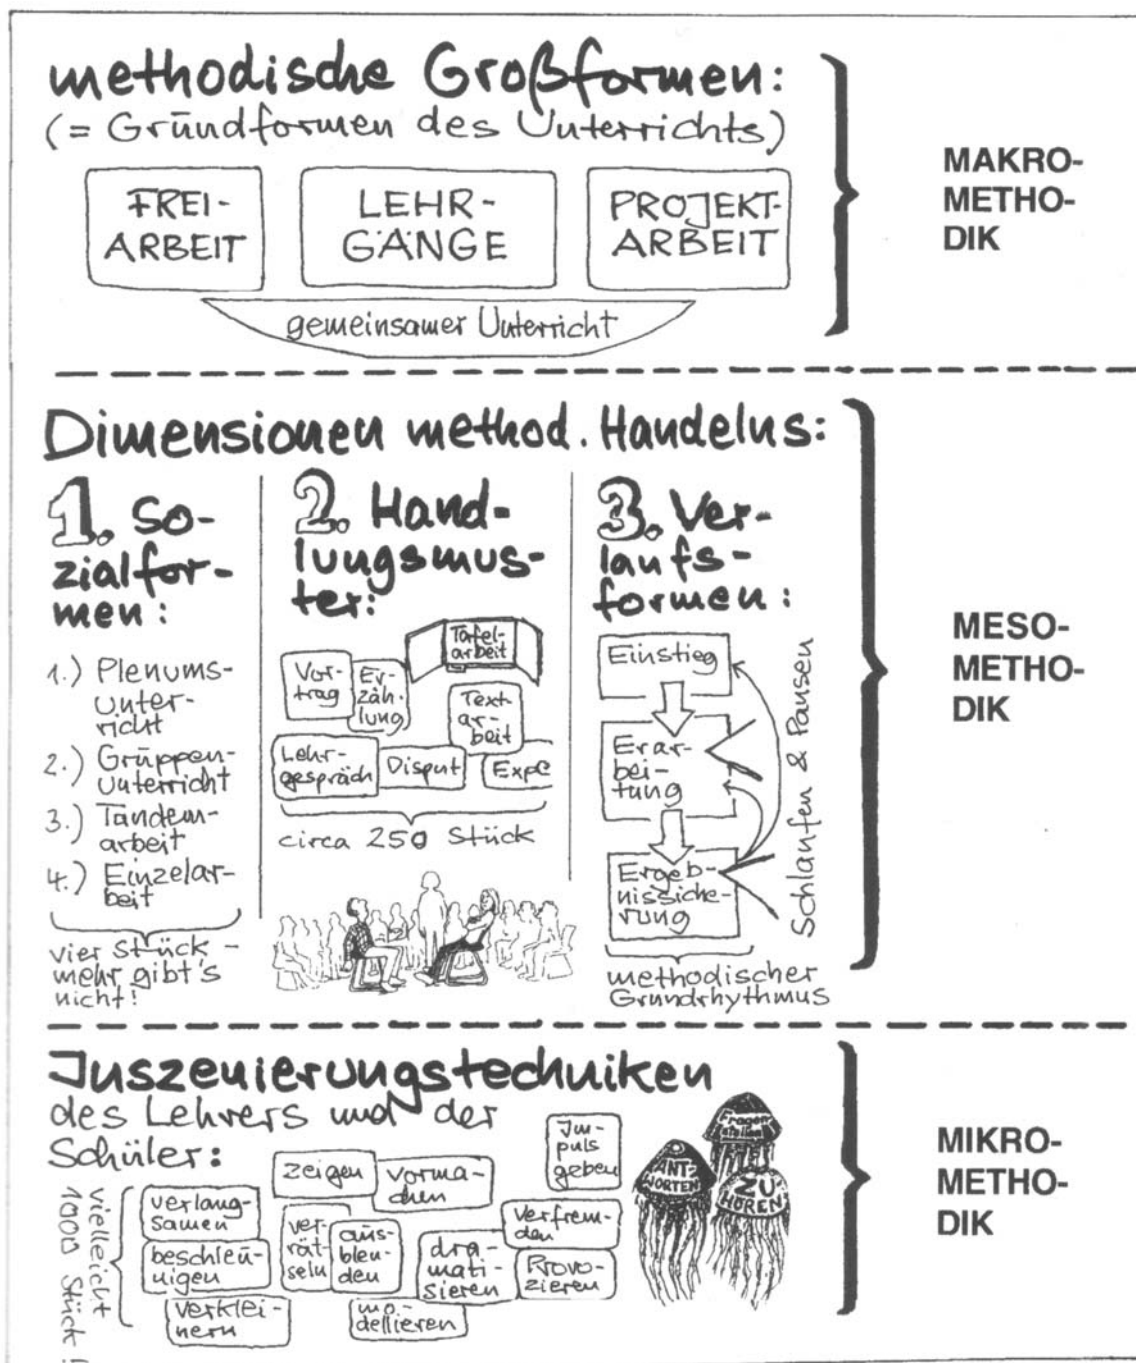 methodische Großformen:
(= Grundformen des Unterrichts)
FREI-
ARBEIT
LEHR-
GÄNGE
PROJEKT-
ARBEIT
gemeinsamer Unterricht
MAKRO-
METHO-
DIK
Dimensionen method. Handelns:
1. So-
zialfor-
men:
1.) Plenums-
unter-
richt
2.) Gruppen-
unterricht
3.) Tandem-
arbeit
4.) Einzelar-
beit
vier Stück -
mehr gibt's
nicht!
2. Hand-
lungsmus-
ter:
Vor-
trag
Er-
zäh-
lung
Tafel-
arbeit
Text
ar-
beit
Lehr-
gespräch
Disput
Expe
circa 250 Stück
3. Ver-
laufs-
formen:
Einstieg
Erar-
bei-
tung
Ergeb-
nissiche-
rung
Schlaufen & Pausen
methodischer
Grundrhythmus
MESO-
METHO-
DIK
Inszenierungstechniken
des Lehrers und der
Schüler:
vielleicht
1000 Stück!
zeigen
vorma-
chen
Im-
puls
geben
verlang-
samen
beschleu-
nigen
verklei-
nern
ver-
rät-
seln
aus-
blen-
den
mo-
dellieren
dra-
mati-
sieren
Verfrem-
den
Provo-
zieren
Fragen
stellen
ANT-
WORTEN
ZU
HÖREN
MIKRO-
METHO-
DIK